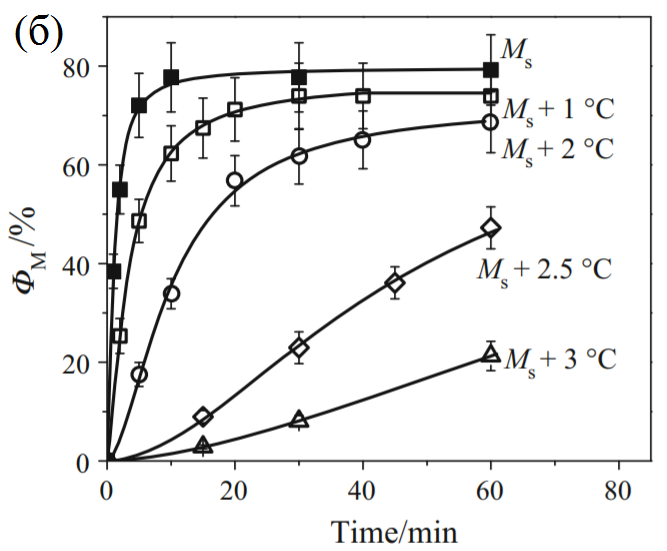 (б)
Φ_M/%
80
60
40
20
0
M_s
M_s + 1 °C
M_s + 2 °C
M_s + 2.5 °C
M_s + 3 °C
0 20 40 60 80
Time/min